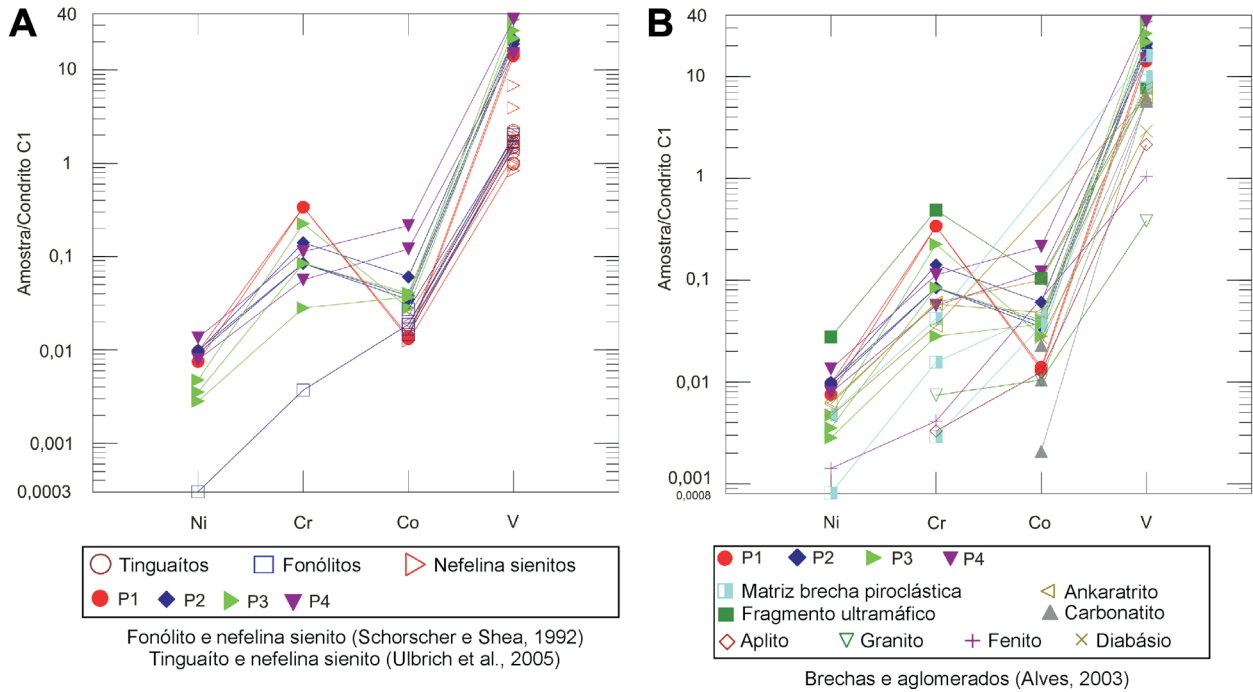 A
Amostra/Condrito C1
40
10
1
0,1
0,01
0,001
0,0003
Ni Cr Co V
Tinguaítos Fonólitos Nefelina sienitos
P1 P2 P3 P4
Fonólito e nefelina sienito (Schorscher e Shea, 1992)
Tinguaíto e nefelina sienito (Ulbrich et al., 2005)
B
Amostra/Condrito C1
40
10
1
0,1
0,01
0,001
0,0008
Ni Cr Co V
P1 P2 P3 P4
Matriz brecha piroclástica Ankaratrito
Fragmento ultramáfico Carbonatito
Aplito Granito Fenito Diabásio
Brechas e aglomerados (Alves, 2003)